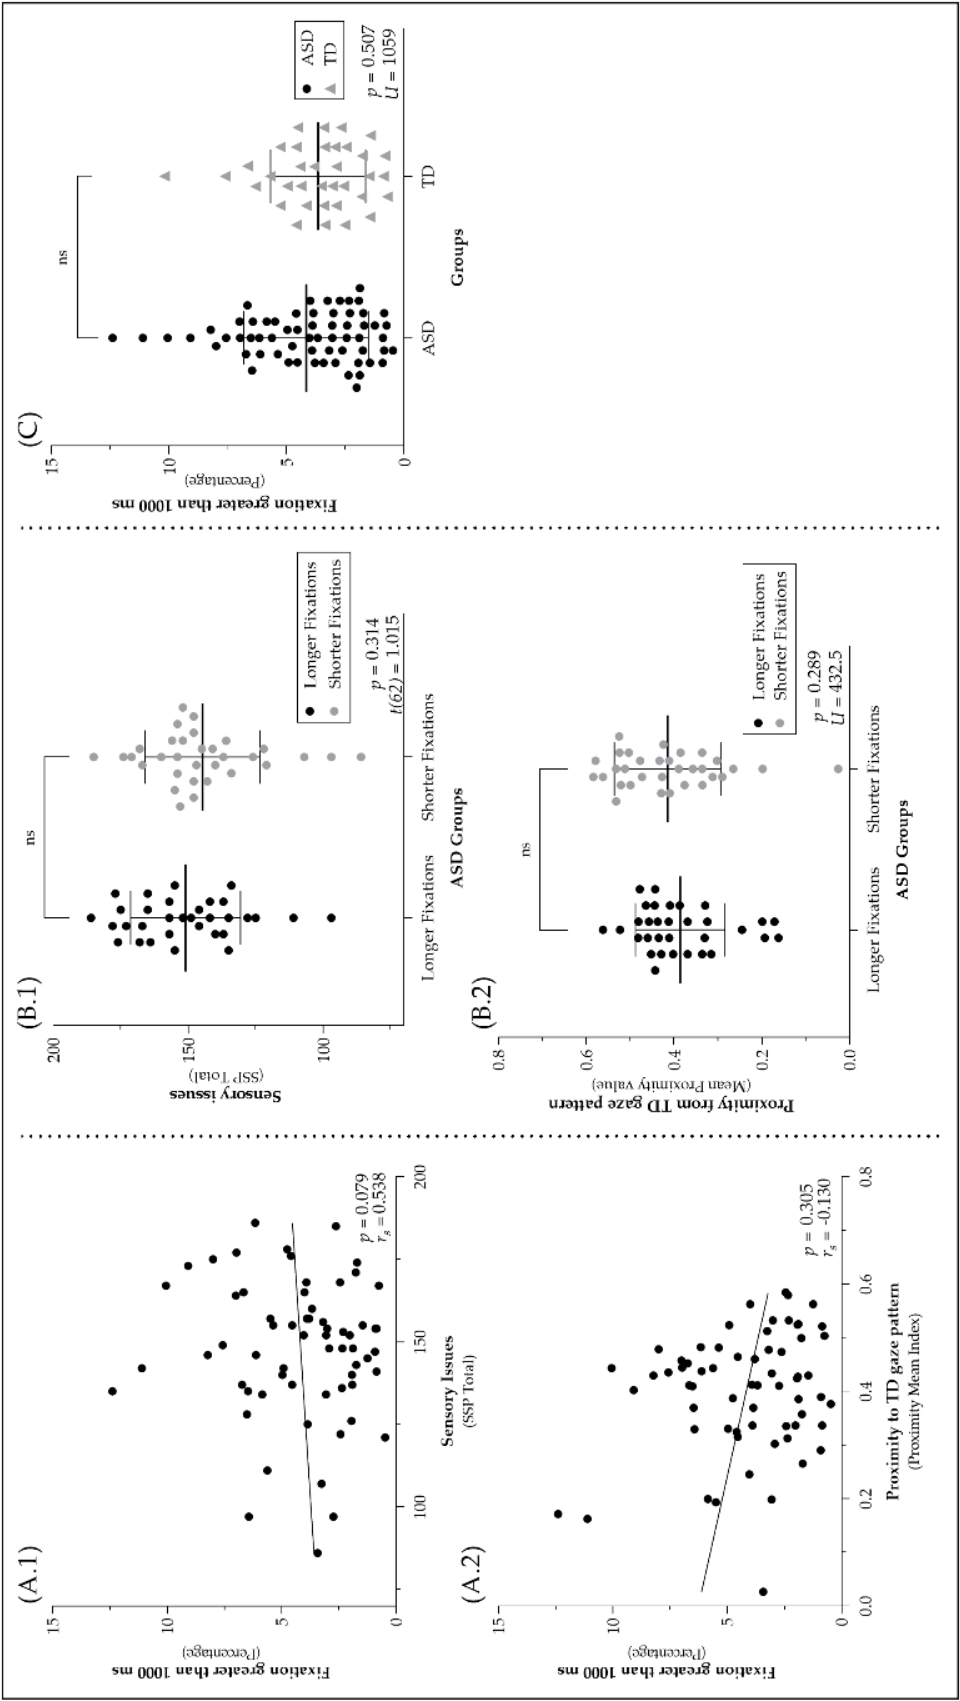 (A.1)
Fixation greater than 1000 ms
(Percentage)
15
10
5
0
100
150
200
Sensory Issues
(SSP Total)
p = 0.079
r_s = 0.538
(A.2)
Fixation greater than 1000 ms
(Percentage)
15
10
5
0
0.0
0.2
0.4
0.6
0.8
Proximity to TD gaze pattern
(Proximity Mean Index)
p = 0.305
r_s = -0.130
(B.1)
Sensory issues
(SSP Total)
200
150
100
ns
Longer Fixations
Shorter Fixations
ASD Groups
Longer Fixations
Shorter Fixations
p = 0.314
t(62) = 1.015
(B.2)
Proximity from TD gaze pattern
(Mean Proximity value)
0.8
0.6
0.4
0.2
0.0
ns
Longer Fixations
Shorter Fixations
ASD Groups
Longer Fixations
Shorter Fixations
p = 0.289
U = 432.5
(C)
Fixation greater than 1000 ms
(Percentage)
15
10
5
0
ns
ASD
TD
Groups
ASD
TD
p = 0.507
U = 1059